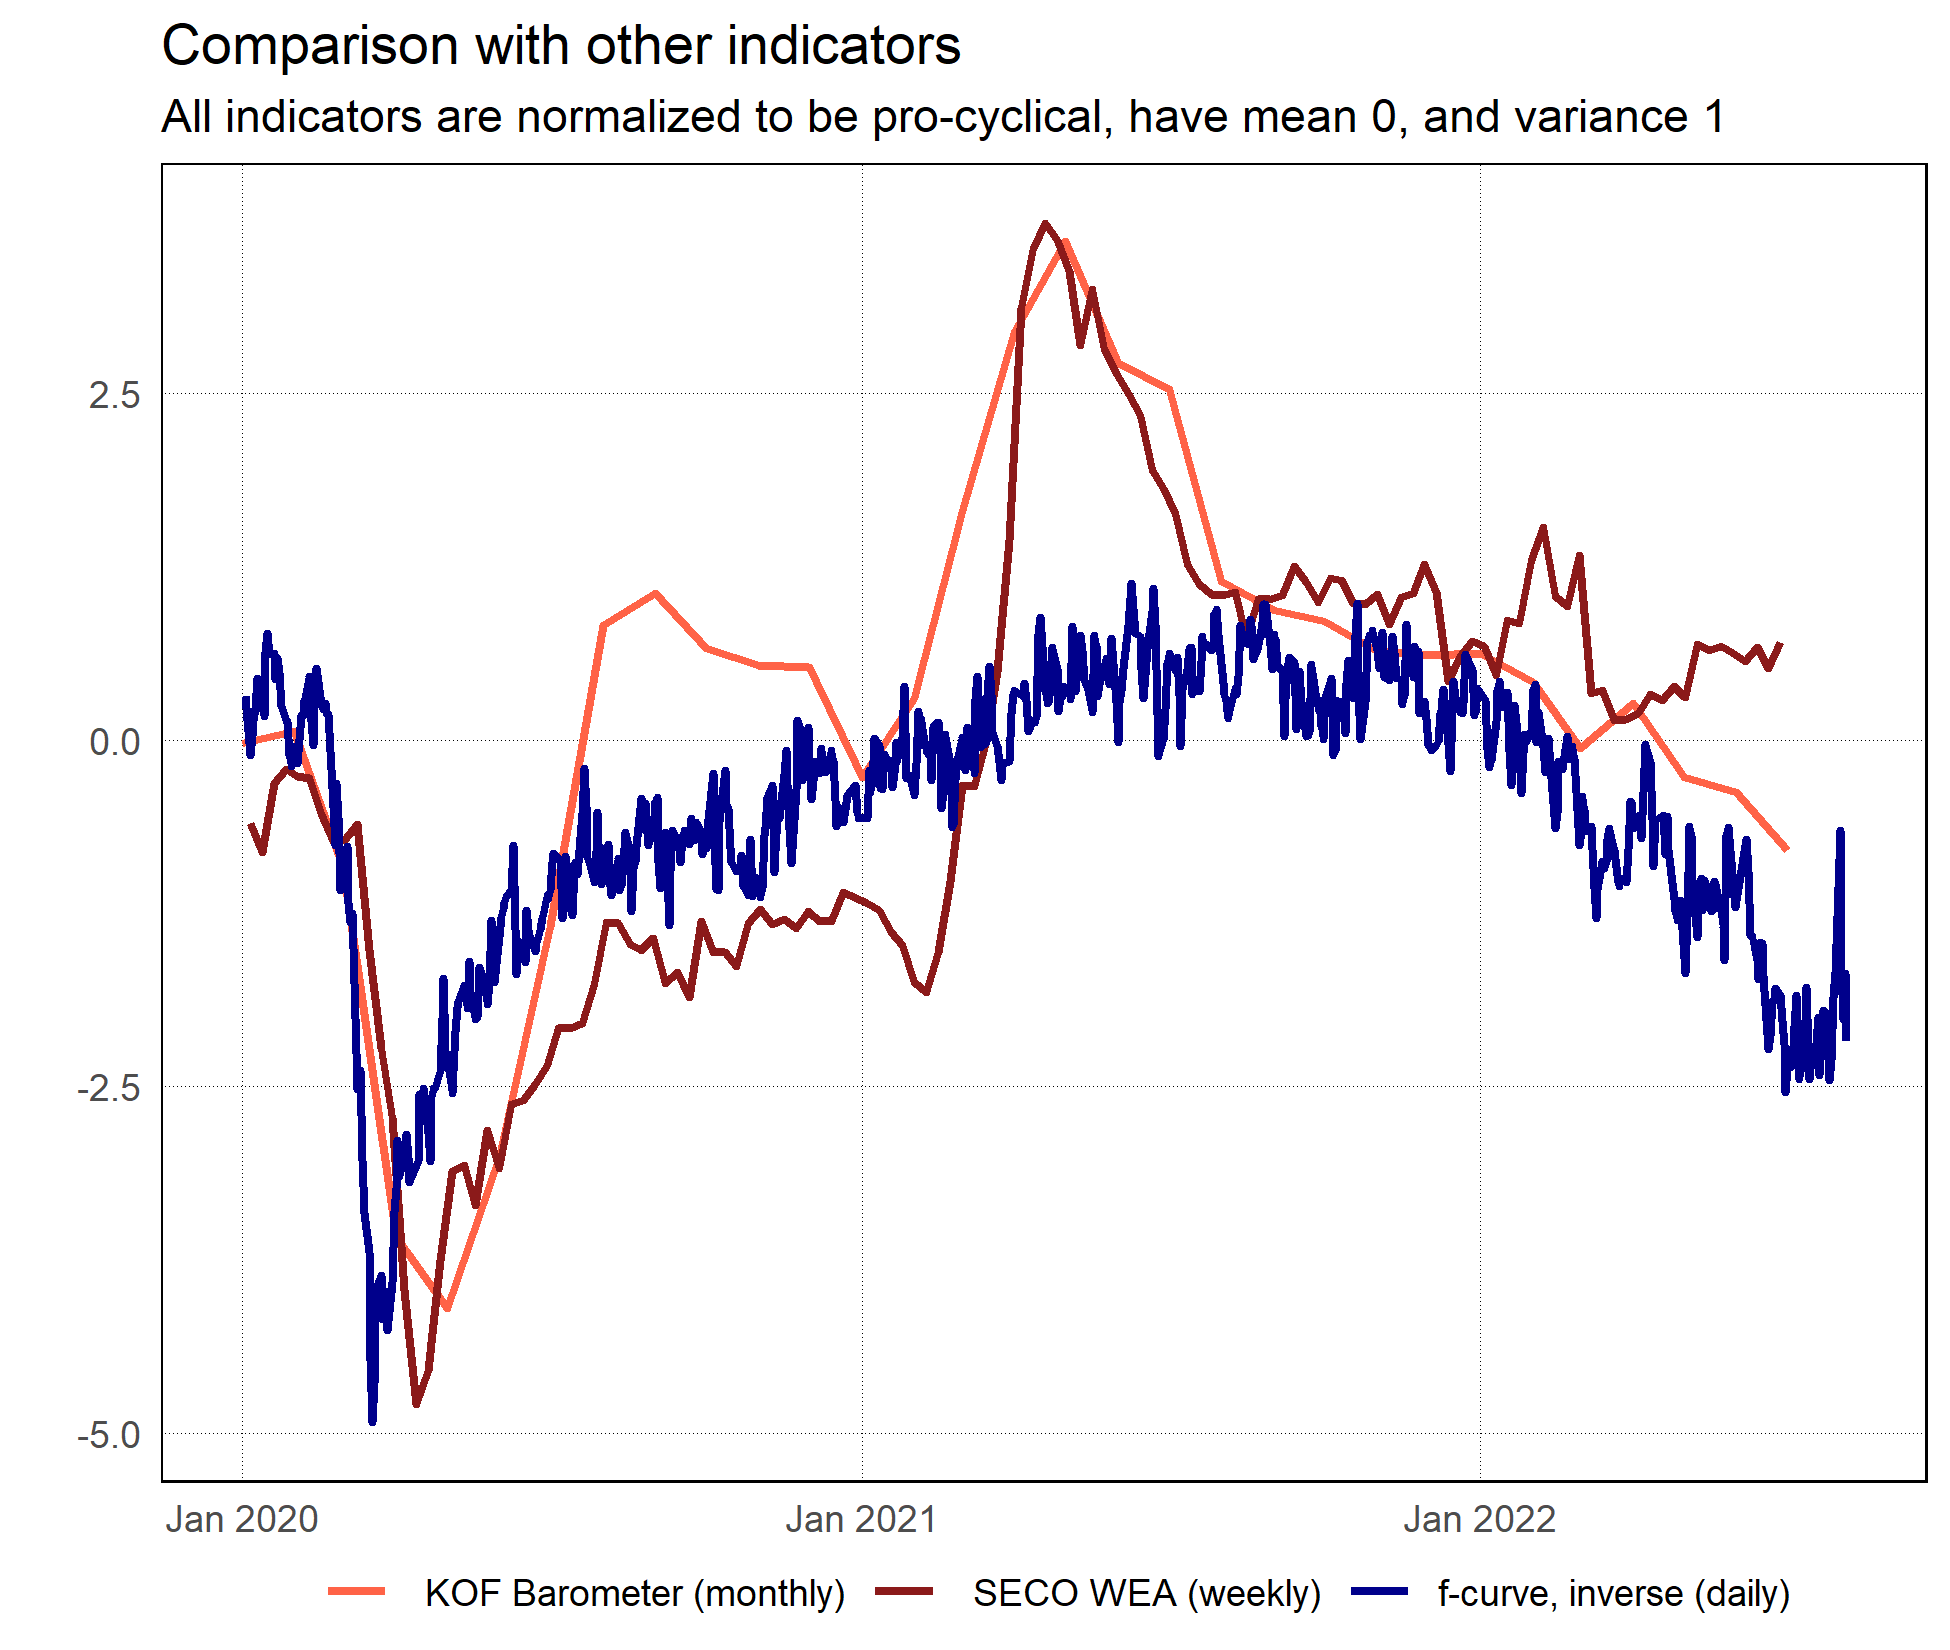 Comparison with other indicators
All indicators are normalized to be pro-cyclical, have mean 0, and variance 1
2.5
0.0
-2.5
-5.0
Jan 2020 Jan 2021 Jan 2022
KOF Barometer (monthly) SECO WEA (weekly) f-curve, inverse (daily)